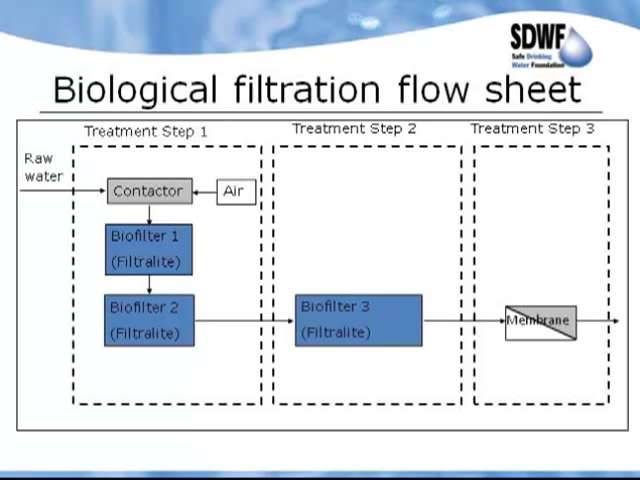 SDWF
Safe Drinking
Water Foundation
Biological filtration flow sheet
Treatment Step 1
Treatment Step 2
Treatment Step 3
Raw
water
Contactor
Air
Biofilter 1
(Filtralite)
Biofilter 2
(Filtralite)
Biofilter 3
(Filtralite)
Membrane